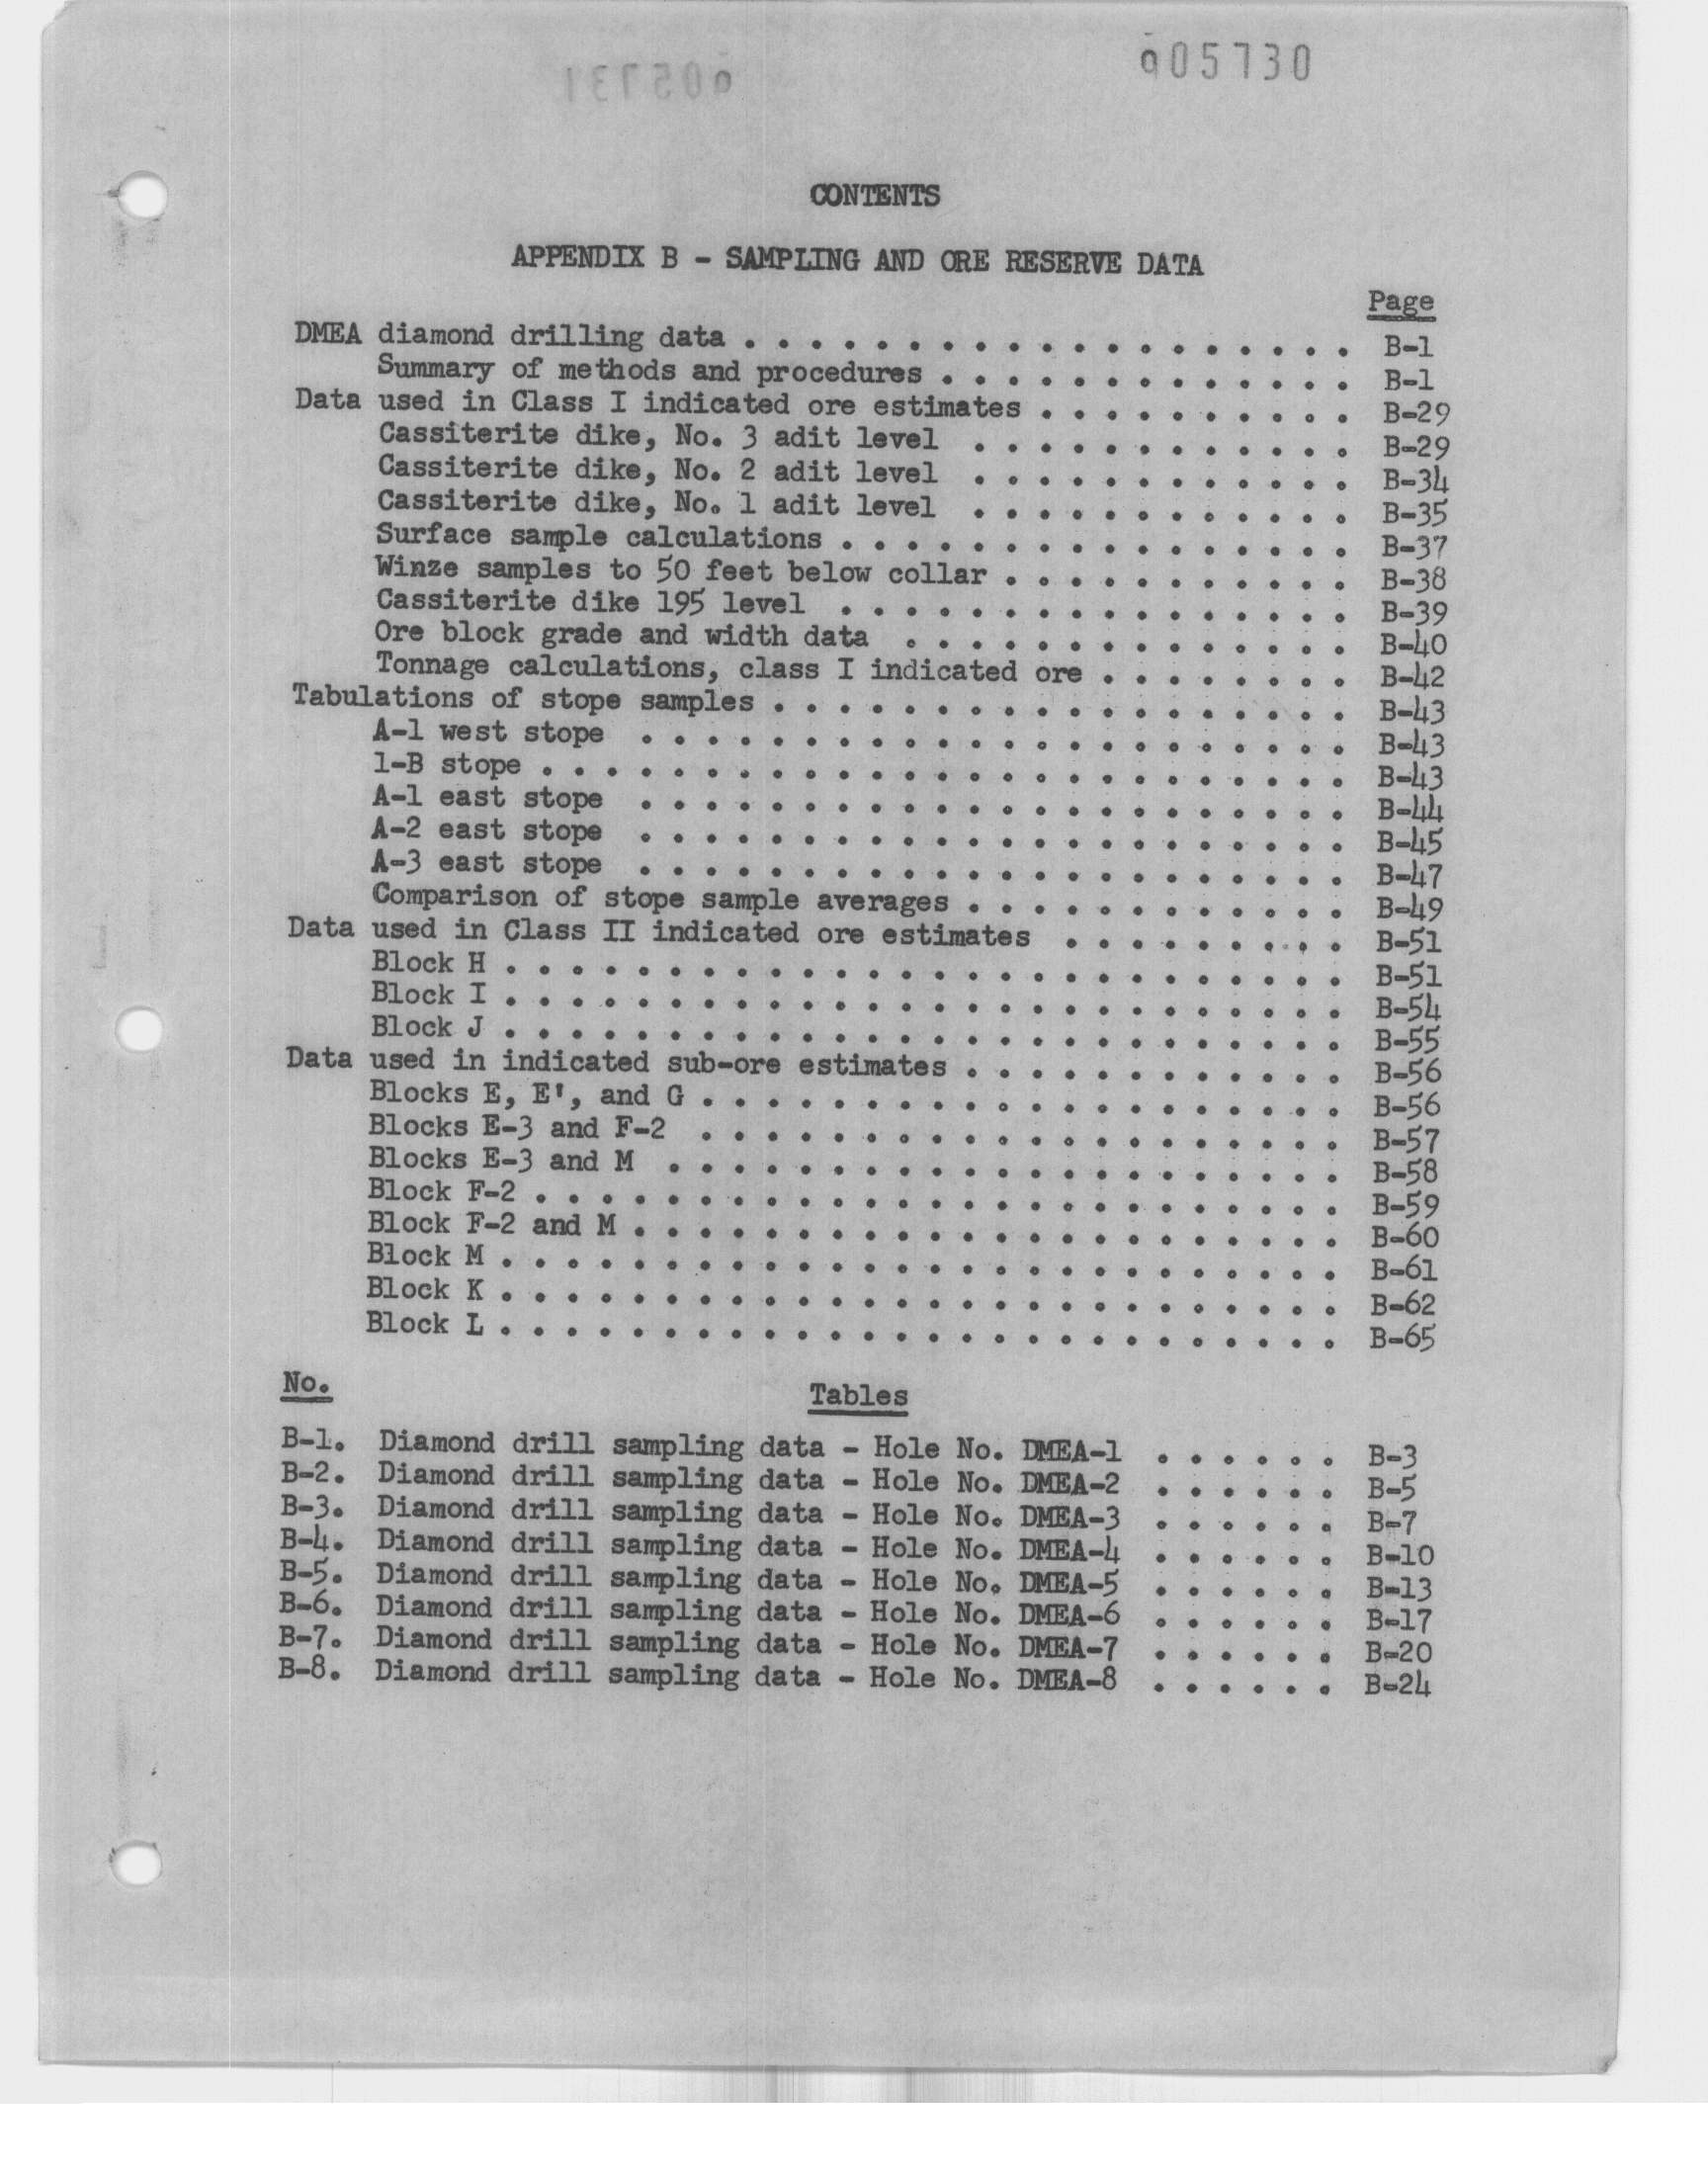 005730
005731
CONTENTS
APPENDIX B - SAMPLING AND ORE RESERVE DATA
Page
DMEA diamond drilling data . . . . . . . . . . . . . . . . . . . B-1
Summary of methods and procedures . . . . . . . . . . . . . B-1
Data used in Class I indicated ore estimates . . . . . . . . . . B-29
Cassiterite dike, No. 3 adit level . . . . . . . . . . . . B-29
Cassiterite dike, No. 2 adit level . . . . . . . . . . . . B-34
Cassiterite dike, No. 1 adit level . . . . . . . . . . . . B-35
Surface sample calculations . . . . . . . . . . . . . . . . B-37
Winze samples to 50 feet below collar . . . . . . . . . . . B-38
Cassiterite dike 195 level . . . . . . . . . . . . . . . . B-39
Ore block grade and width data . . . . . . . . . . . . . . B-40
Tonnage calculations, class I indicated ore . . . . . . . . B-42
Tabulations of stope samples . . . . . . . . . . . . . . . . . . B-43
A-1 west stope . . . . . . . . . . . . . . . . . . . . . . B-43
1-B stope . . . . . . . . . . . . . . . . . . . . . . . . . B-43
A-1 east stope . . . . . . . . . . . . . . . . . . . . . . B-44
A-2 east stope . . . . . . . . . . . . . . . . . . . . . . B-45
A-3 east stope . . . . . . . . . . . . . . . . . . . . . . B-47
Comparison of stope sample averages . . . . . . . . . . . . B-49
Data used in Class II indicated ore estimates . . . . . . . . . B-51
Block H . . . . . . . . . . . . . . . . . . . . . . . . . . B-51
Block I . . . . . . . . . . . . . . . . . . . . . . . . . . B-54
Block J . . . . . . . . . . . . . . . . . . . . . . . . . . B-55
Data used in indicated sub-ore estimates . . . . . . . . . . . . B-56
Blocks E, E', and G . . . . . . . . . . . . . . . . . . . . B-56
Blocks E-3 and F-2 . . . . . . . . . . . . . . . . . . . . B-57
Blocks E-3 and M . . . . . . . . . . . . . . . . . . . . . B-58
Block F-2 . . . . . . . . . . . . . . . . . . . . . . . . . B-59
Block F-2 and M . . . . . . . . . . . . . . . . . . . . . . B-60
Block M . . . . . . . . . . . . . . . . . . . . . . . . . . B-61
Block K . . . . . . . . . . . . . . . . . . . . . . . . . . B-62
Block L . . . . . . . . . . . . . . . . . . . . . . . . . . B-65
No. Tables
B-1. Diamond drill sampling data - Hole No. DMEA-1 . . . . . . B-3
B-2. Diamond drill sampling data - Hole No. DMEA-2 . . . . . . B-5
B-3. Diamond drill sampling data - Hole No. DMEA-3 . . . . . . B-7
B-4. Diamond drill sampling data - Hole No. DMEA-4 . . . . . . B-10
B-5. Diamond drill sampling data - Hole No. DMEA-5 . . . . . . B-13
B-6. Diamond drill sampling data - Hole No. DMEA-6 . . . . . . B-17
B-7. Diamond drill sampling data - Hole No. DMEA-7 . . . . . . B-20
B-8. Diamond drill sampling data - Hole No. DMEA-8 . . . . . . B-24